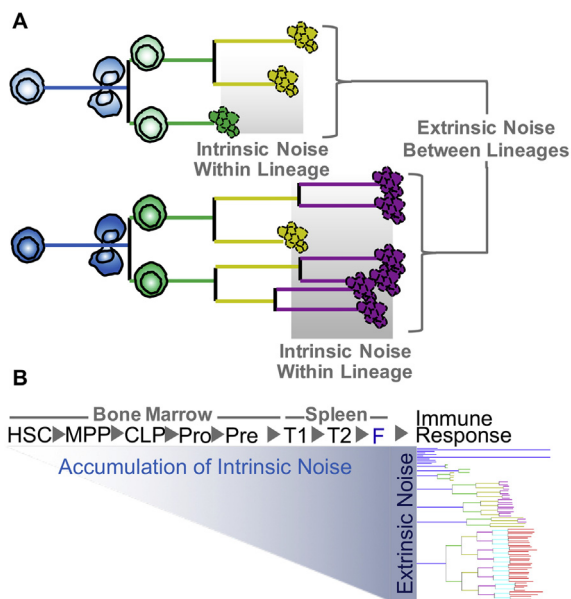 A
Intrinsic Noise
Within Lineage
Extrinsic Noise
Between Lineages
Intrinsic Noise
Within Lineage
B
Bone Marrow Spleen
HSC MPP CLP Pro Pre T1 T2 F
Immune
Response
Accumulation of Intrinsic Noise
Extrinsic Noise